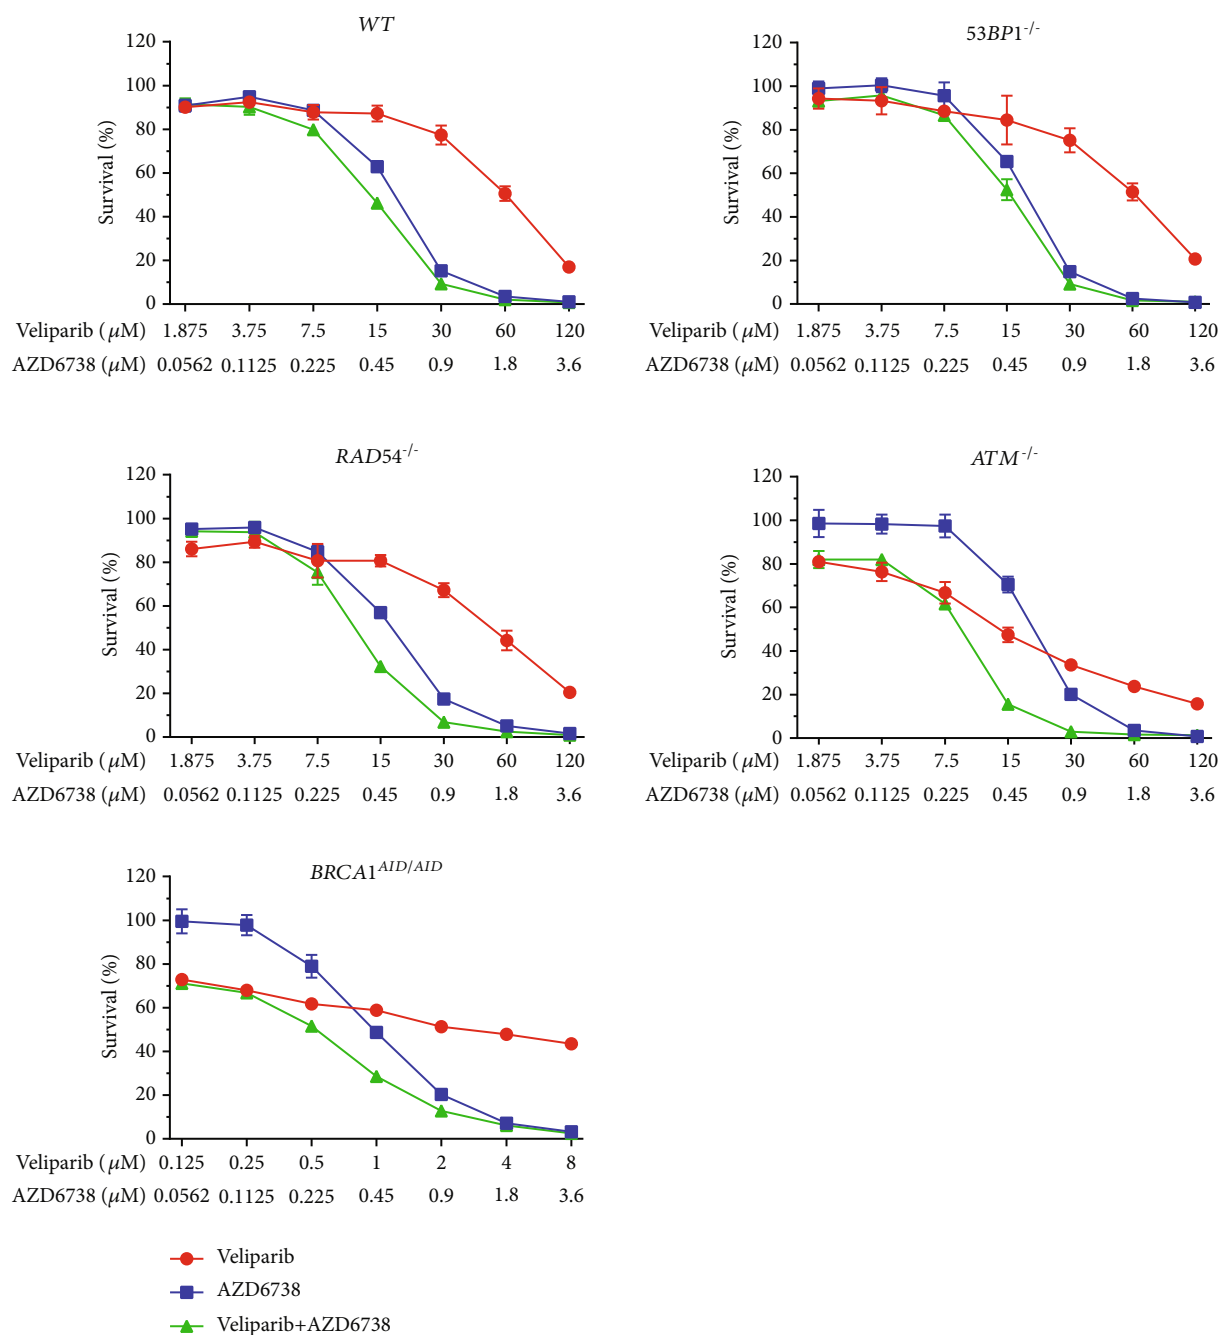 WT
120
100
80
60
40
20
0
Survival (%)
Veliparib (μM) 1.875 3.75 7.5 15 30 60 120
AZD6738 (μM) 0.0562 0.1125 0.225 0.45 0.9 1.8 3.6
53BP1-/-
120
100
80
60
40
20
0
Survival (%)
Veliparib (μM) 1.875 3.75 7.5 15 30 60 120
AZD6738 (μM) 0.0562 0.1125 0.225 0.45 0.9 1.8 3.6
RAD54-/-
120
100
80
60
40
20
0
Survival (%)
Veliparib (μM) 1.875 3.75 7.5 15 30 60 120
AZD6738 (μM) 0.0562 0.1125 0.225 0.45 0.9 1.8 3.6
ATM-/-
120
100
80
60
40
20
0
Survival (%)
Veliparib (μM) 1.875 3.75 7.5 15 30 60 120
AZD6738 (μM) 0.0562 0.1125 0.225 0.45 0.9 1.8 3.6
BRCA1AID/AID
120
100
80
60
40
20
0
Survival (%)
Veliparib (μM) 0.125 0.25 0.5 1 2 4 8
AZD6738 (μM) 0.0562 0.1125 0.225 0.45 0.9 1.8 3.6
Veliparib
AZD6738
Veliparib+AZD6738